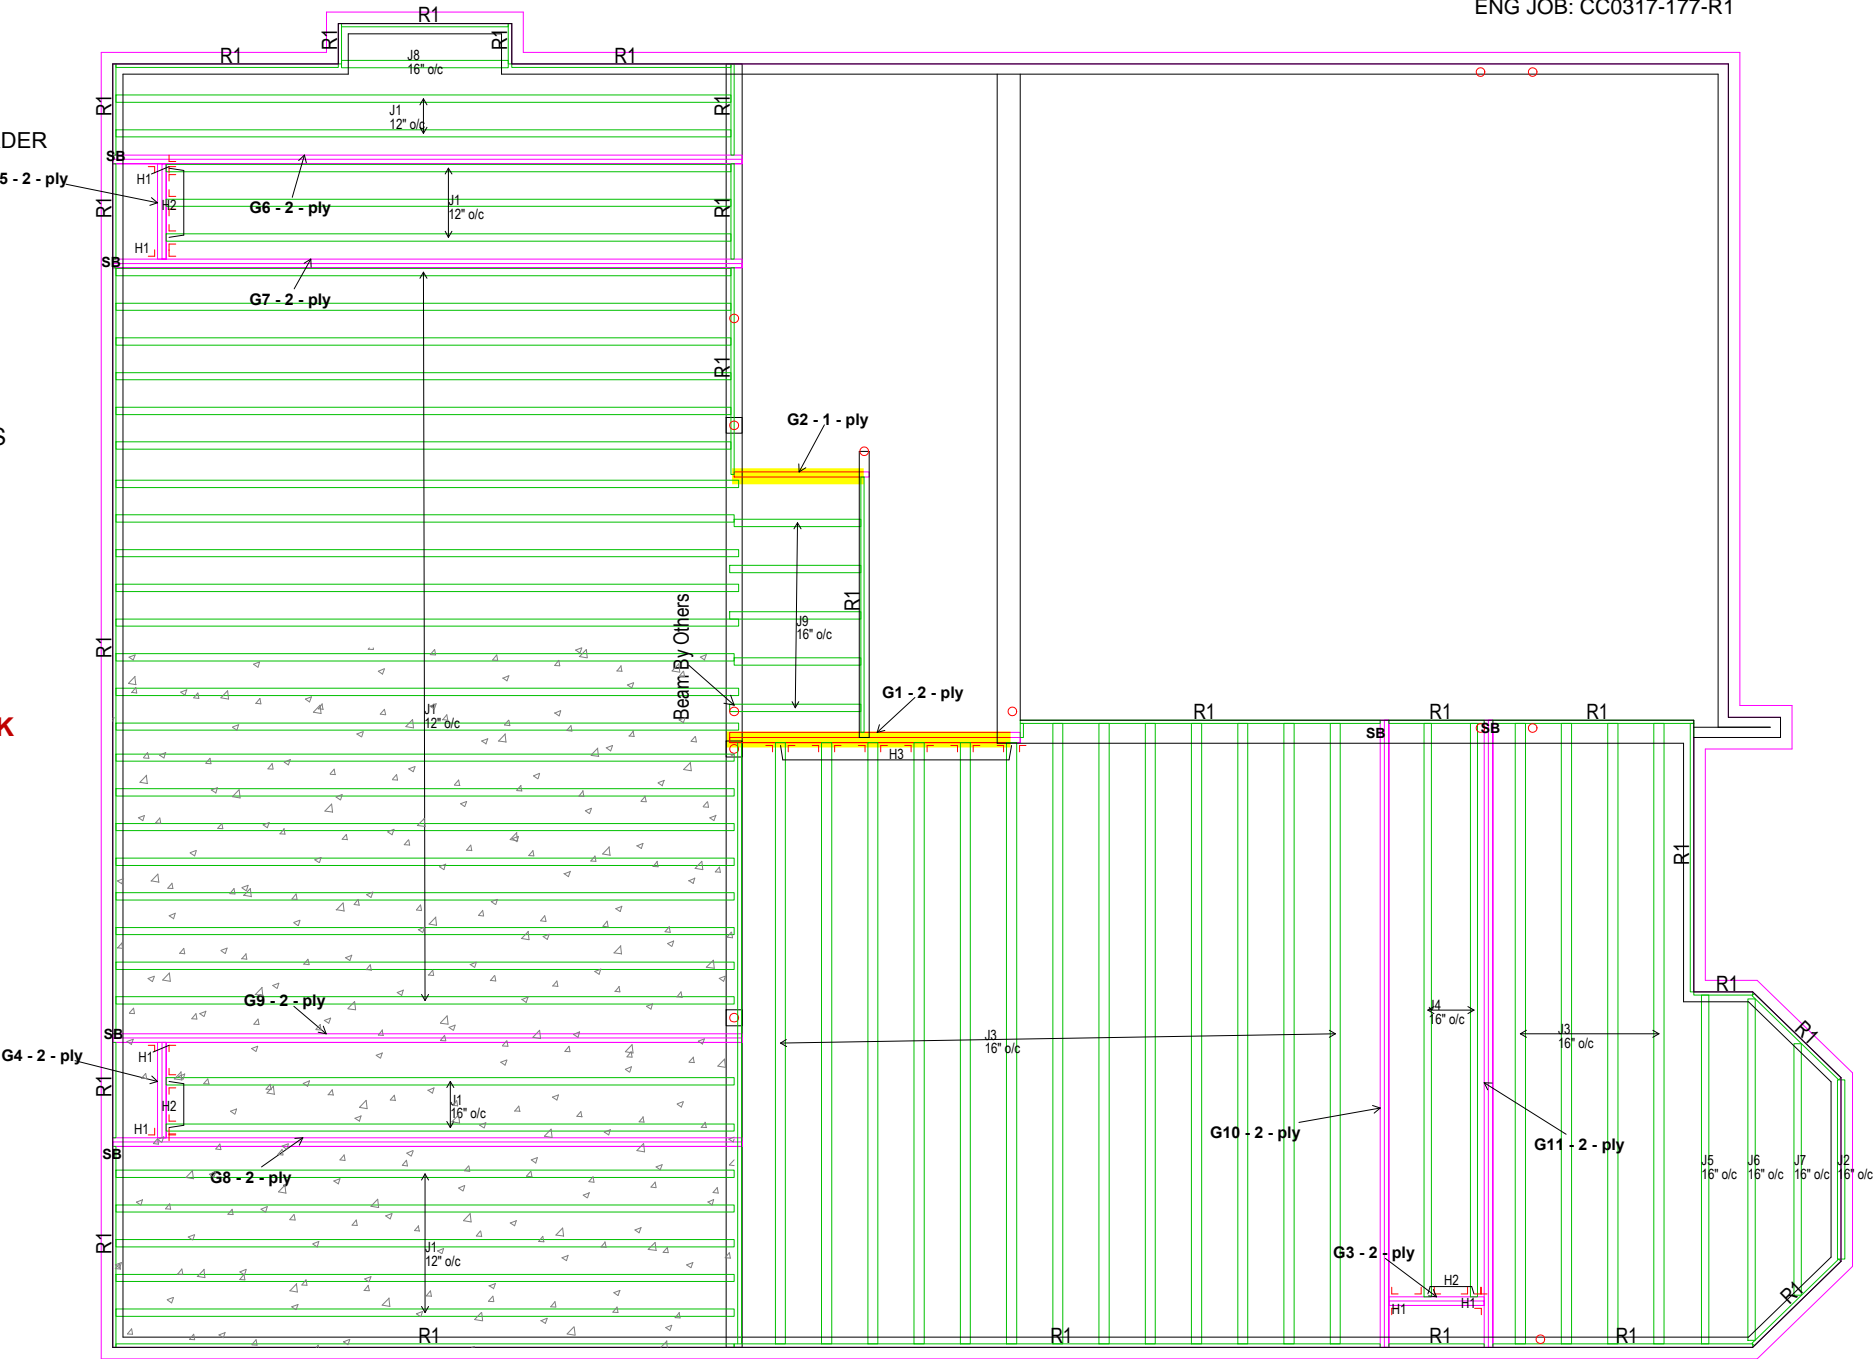 ENG JOB: CC0317-177-R1
R1
R1
R1
R1
R1
J8
16" o/c
R1
R1
J1
12" o/c
DER
SB
5 - 2 - ply
H1
H2
H1
R1
G6 - 2 - ply
J1
12" o/c
R1
SB
G7 - 2 - ply
R1
G2 - 1 - ply
S
R1
Beam By Others
J9
16" o/c
R1
G1 - 2 - ply
K
J1
12" o/c
H3
R1
R1
R1
SB
SB
R1
G9 - 2 - ply
SB
G4 - 2 - ply
H1
H2
H1
R1
J1
16" o/c
SB
G8 - 2 - ply
J3
16" o/c
J4
16" o/c
J3
16" o/c
R1
R1
G10 - 2 - ply
G11 - 2 - ply
J5
16" o/c
J6
16" o/c
J7
16" o/c
J2
16" o/c
R1
J1
12" o/c
G3 - 2 - ply
H2
H1
H1
R1
R1
R1
R1
R1